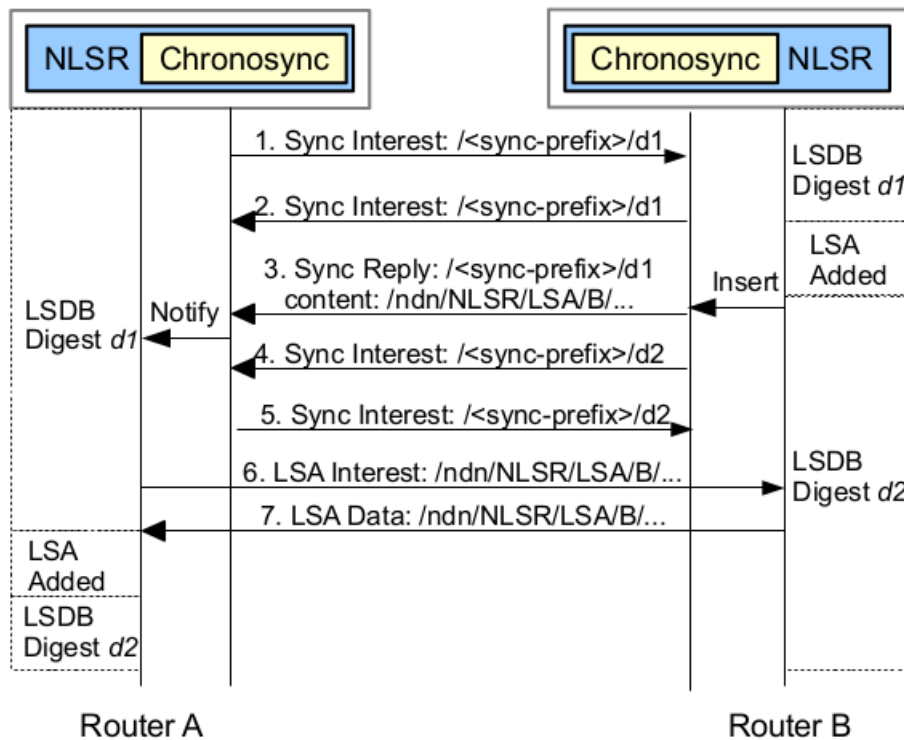 NLSR Chronosync
Chronosync NLSR
1. Sync Interest: /<sync-prefix>/d1
LSDB
Digest d1
2. Sync Interest: /<sync-prefix>/d1
LSA
Added
3. Sync Reply: /<sync-prefix>/d1
content: /ndn/NLSR/LSA/B/...
Insert
Notify
LSDB
Digest d1
4. Sync Interest: /<sync-prefix>/d2
5. Sync Interest: /<sync-prefix>/d2
LSDB
Digest d2
6. LSA Interest: /ndn/NLSR/LSA/B/...
7. LSA Data: /ndn/NLSR/LSA/B/...
LSA
Added
LSDB
Digest d2
Router A
Router B